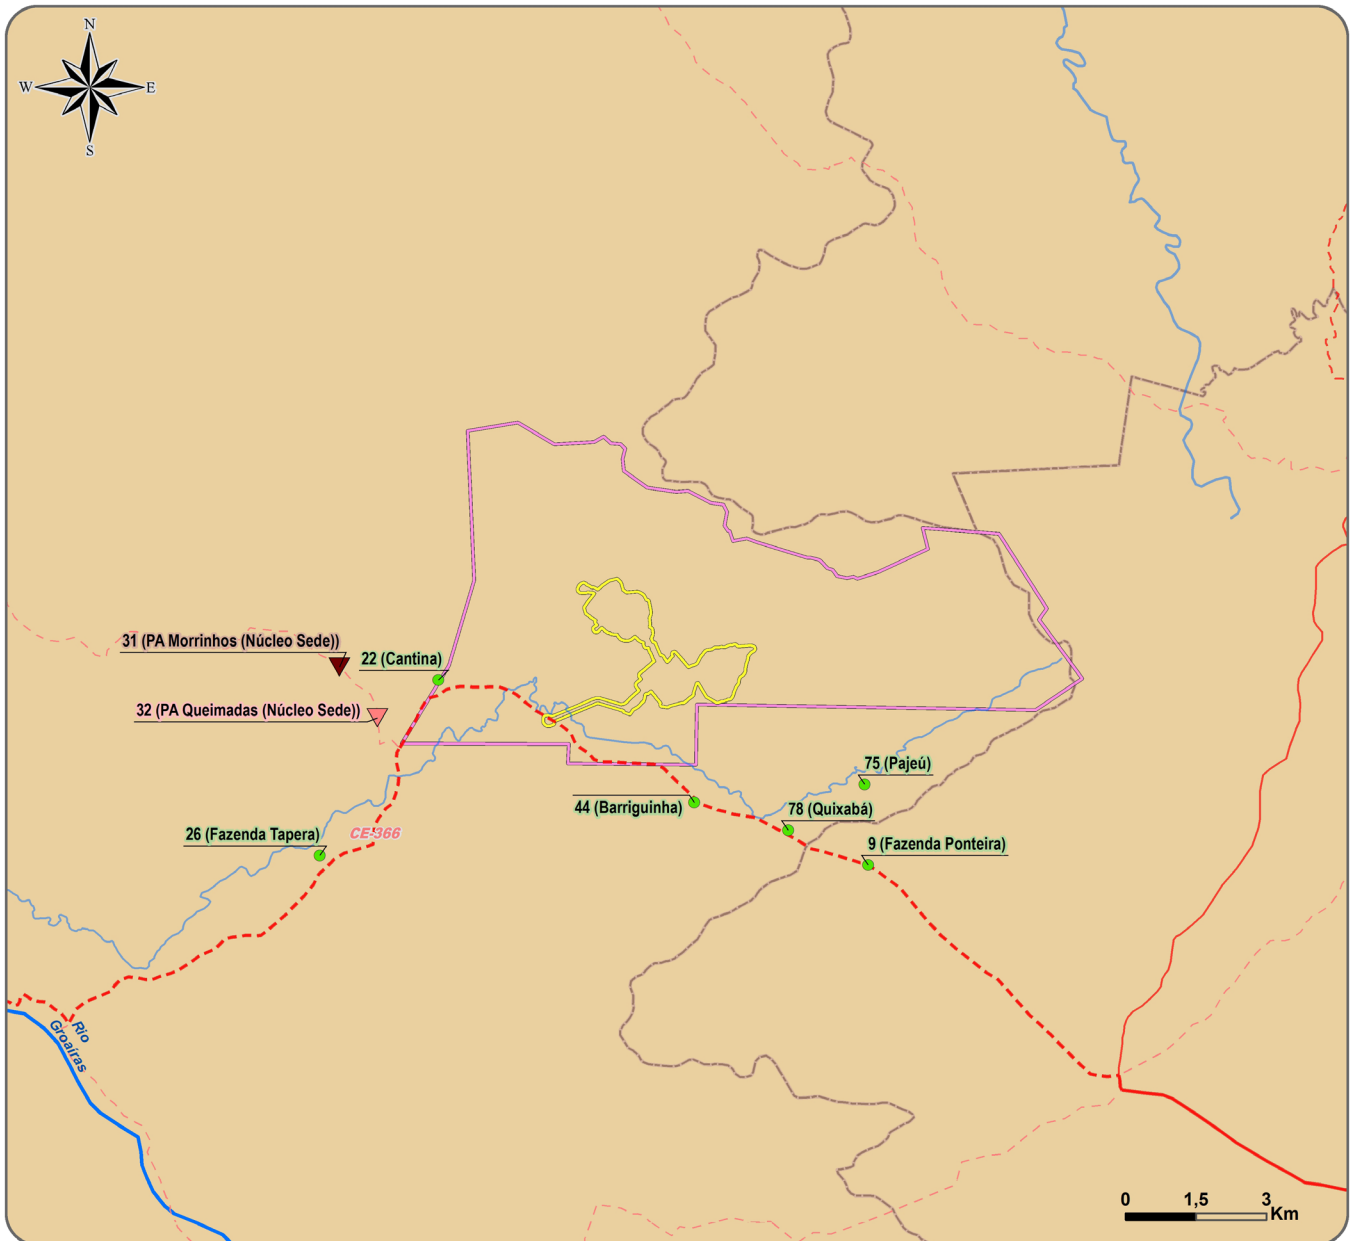 N
W
E
S
31 (PA Morrinhos (Núcleo Sede))
22 (Cantina)
32 (PA Queimadas (Núcleo Sede))
75 (Pajeú)
44 (Barriguinha)
78 (Quixabá)
26 (Fazenda Tapera)
CE-366
9 (Fazenda Ponteira)
Rio
Groaíras
0 1,5 3
Km